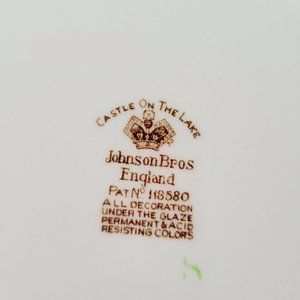 CASTLE ON THE LAKE
Johnson Bros
England
PAT Nº 118580
ALL DECORATION
UNDER THE GLAZE
PERMANENT & ACID
RESISTING COLORS